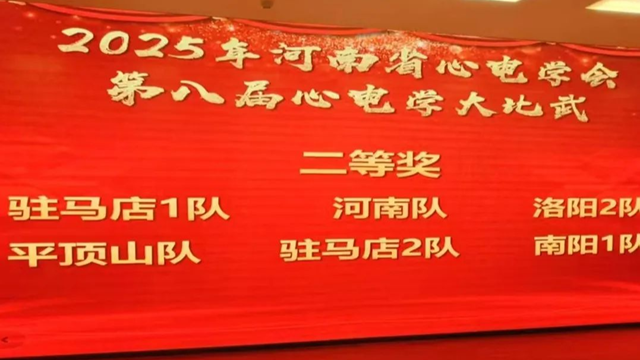 2025年河南省心电学会
第八届心电学大比武
二等奖
驻马店1队 河南队 洛阳2队
平顶山队 驻马店2队 南阳1队